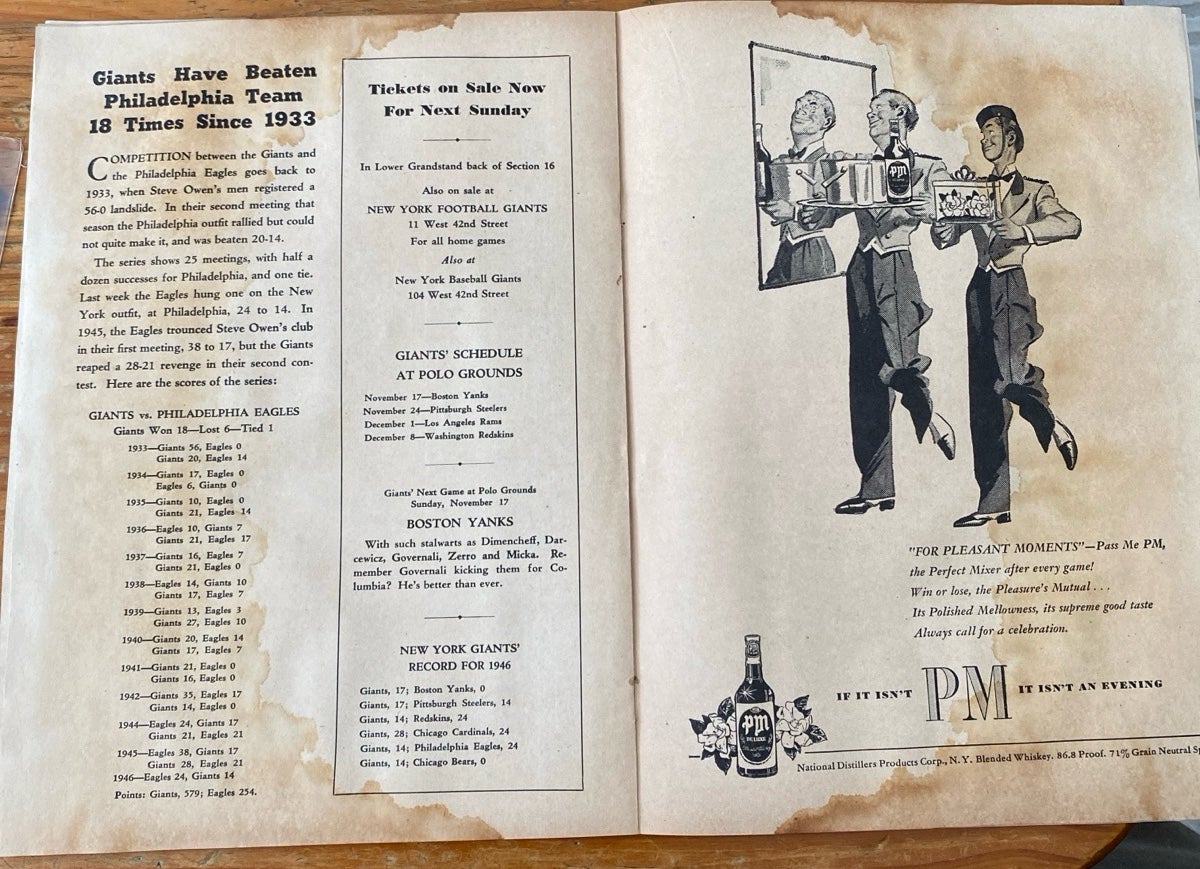 Giants Have Beaten
Philadelphia Team
18 Times Since 1933
COMPETITION between the Giants and
the Philadelphia Eagles goes back to
1933, when Steve Owen's men registered a
56-0 landslide. In their second meeting that
season the Philadelphia outfit rallied but could
not quite make it, and was beaten 20-14.
The series shows 25 meetings, with half a
dozen successes for Philadelphia, and one tie.
Last week the Eagles hung one on the New
York outfit, at Philadelphia, 24 to 14. In
1945, the Eagles trounced Steve Owen's club
in their first meeting, 38 to 17, but the Giants
reaped a 28-21 revenge in their second con-
test. Here are the scores of the series:
GIANTS vs. PHILADELPHIA EAGLES
Giants Won 18—Lost 6—Tied 1
1933—Giants 56, Eagles 0
Giants 20, Eagles 14
1934—Giants 17, Eagles 0
Eagles 6, Giants 0
1935—Giants 10, Eagles 0
Giants 21, Eagles 14
1936—Eagles 10, Giants 7
Giants 21, Eagles 17
1937—Giants 16, Eagles 7
Giants 21, Eagles 0
1938—Eagles 14, Giants 10
Giants 17, Eagles 7
1939—Giants 13, Eagles 3
Giants 27, Eagles 10
1940—Giants 20, Eagles 14
Giants 17, Eagles 7
1941—Giants 21, Eagles 0
Giants 16, Eagles 0
1942—Giants 35, Eagles 17
Giants 14, Eagles 0
1944—Eagles 24, Giants 17
Giants 21, Eagles 21
1945—Eagles 38, Giants 17
Giants 28, Eagles 21
1946—Eagles 24, Giants 14
Points: Giants, 579; Eagles 254.
Tickets on Sale Now
For Next Sunday
In Lower Grandstand back of Section 16
Also on sale at
NEW YORK FOOTBALL GIANTS
11 West 42nd Street
For all home games
Also at
New York Baseball Giants
104 West 42nd Street
GIANTS' SCHEDULE
AT POLO GROUNDS
November 17—Boston Yanks
November 24—Pittsburgh Steelers
December 1—Los Angeles Rams
December 8—Washington Redskins
Giants' Next Game at Polo Grounds
Sunday, November 17
BOSTON YANKS
With such stalwarts as Dimencheff, Dar-
cewicz, Governali, Zerro and Micka. Re-
member Governali kicking them for Co-
lumbia? He's better than ever.
NEW YORK GIANTS'
RECORD FOR 1946
Giants, 17; Boston Yanks, 0
Giants, 17; Pittsburgh Steelers, 14
Giants, 14; Redskins, 24
Giants, 28; Chicago Cardinals, 24
Giants, 14; Philadelphia Eagles, 24
Giants, 14; Chicago Bears, 0
PM
"FOR PLEASANT MOMENTS"—Pass Me PM,
the Perfect Mixer after every game!
Win or lose, the Pleasure's Mutual...
Its Polished Mellowness, its supreme good taste
Always call for a celebration.
PM
DELUXE
IF IT ISN'T PM IT ISN'T AN EVENING
National Distillers Products Corp., N. Y. Blended Whiskey. 86.8 Proof. 71% Grain Neutral Sp